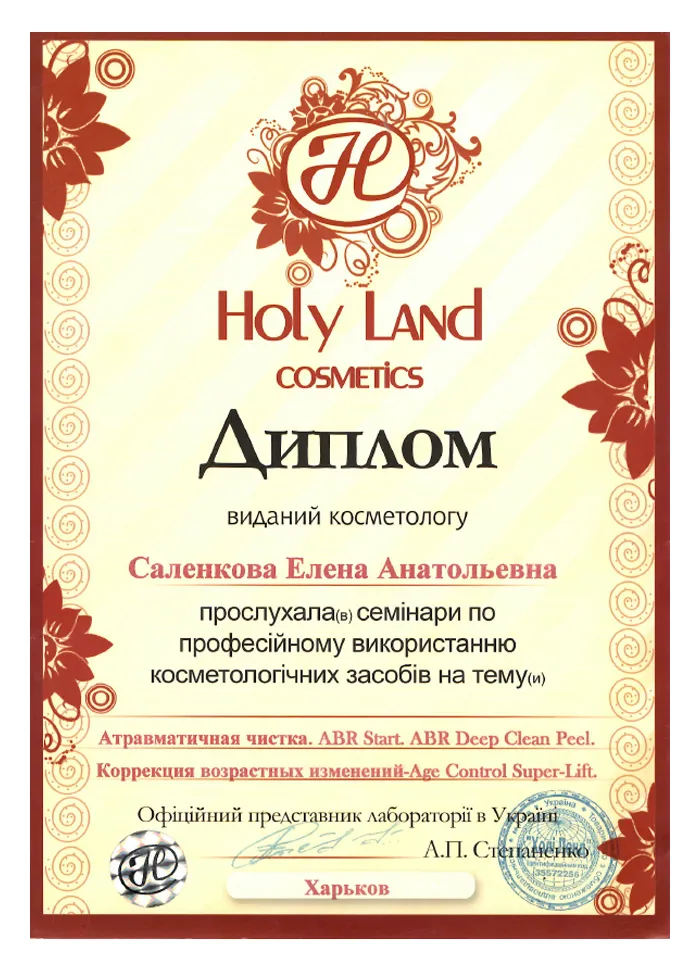 H
Holy Land
cosmetics
Диплом
виданий косметологу
Саленкова Елена Анатольевна
прослухала(в) семінари по
професійному використанню
косметологічних засобів на тему(и)
Атравматичная чистка. ABR Start. ABR Deep Clean Peel.
Коррекция возрастных изменений-Age Control Super-Lift.
Офіційний представник лабораторії в Україні
А.П. Степаненко
H
Харьков
Україна
35572256